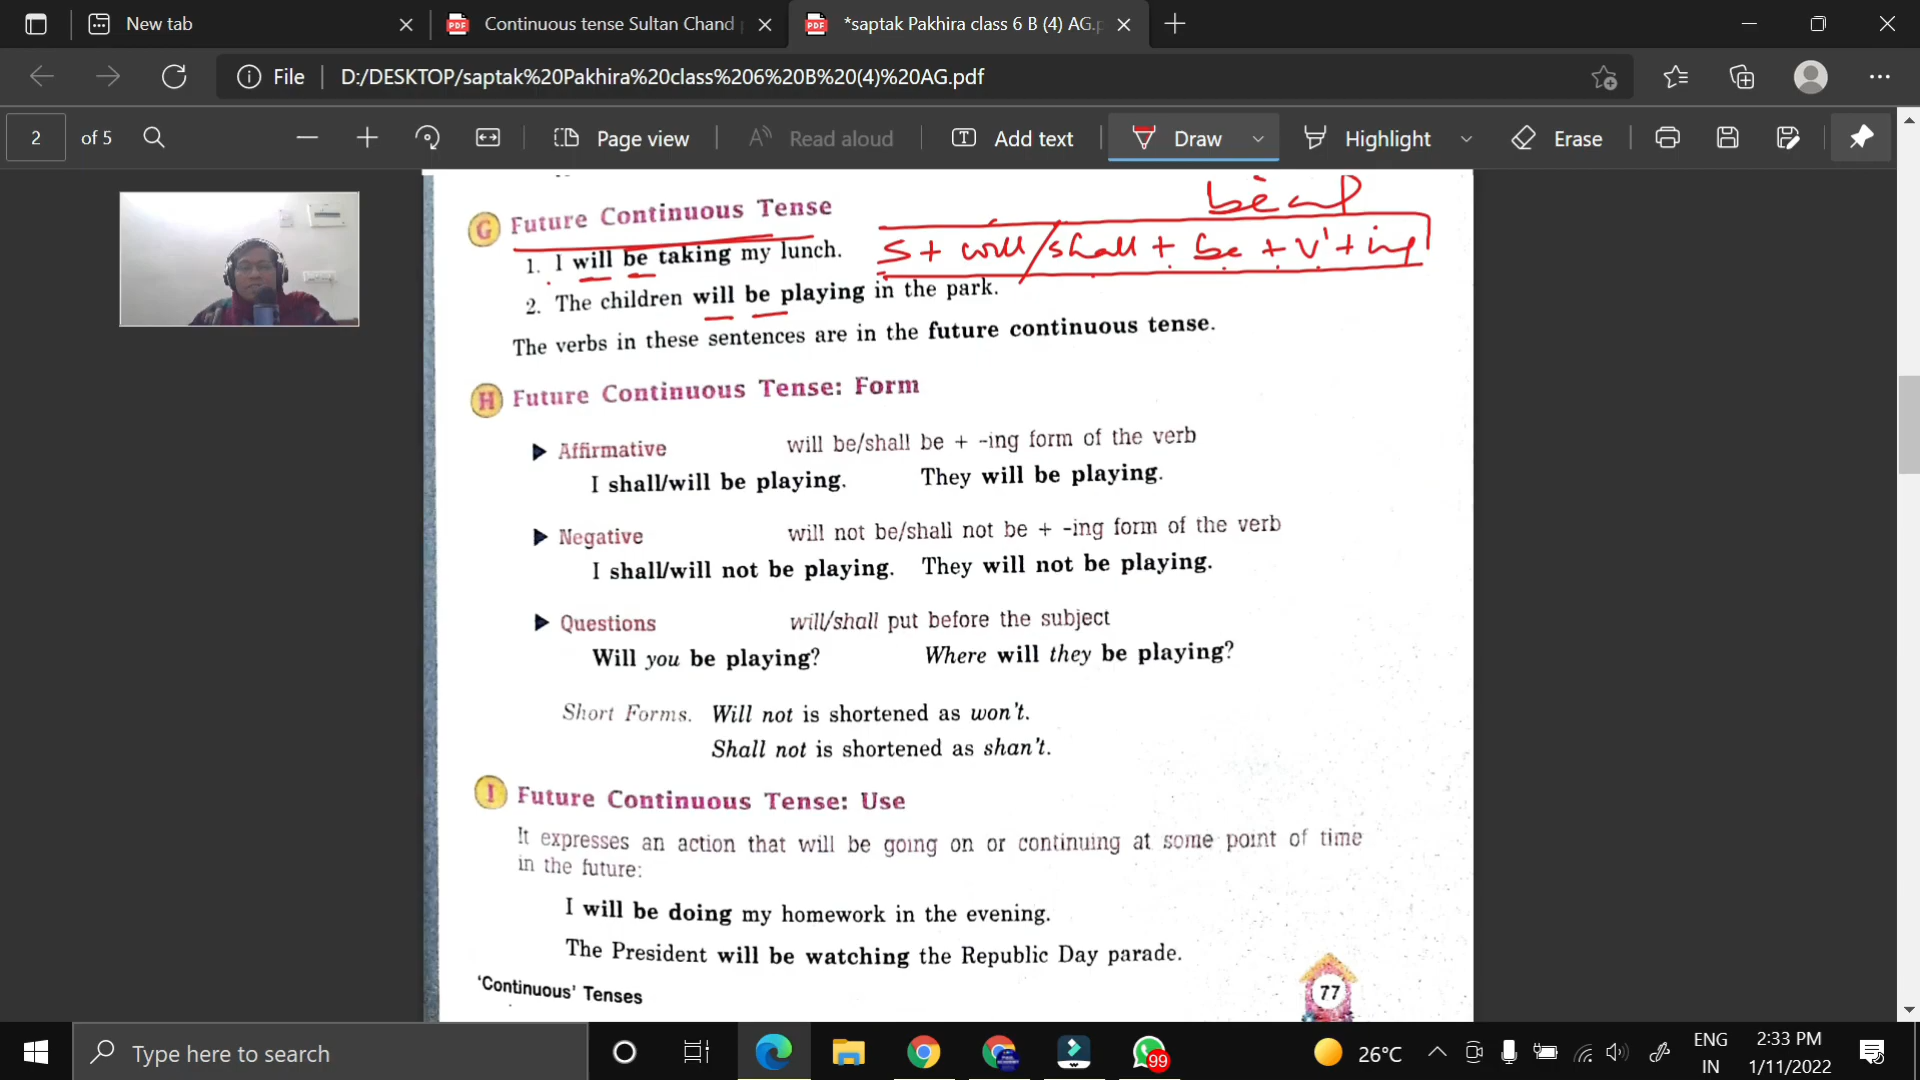 New tab
Continuous tense Sultan Chand
*saptak Pakhira class 6 B (4) AG.p
File
D:/DESKTOP/saptak%20Pakhira%20class%206%20B%20(4)%20AG.pdf
2 of 5
Page view
Read aloud
Add text
Draw
Highlight
Erase
G Future Continuous Tense
S + will/shall + be + V1 + ing
1. I will be taking my lunch.
2. The children will be playing in the park.
The verbs in these sentences are in the future continuous tense.
H Future Continuous Tense: Form
Affirmative will be/shall be + -ing form of the verb
I shall/will be playing. They will be playing.
Negative will not be/shall not be + -ing form of the verb
I shall/will not be playing. They will not be playing.
Questions will/shall put before the subject
Will you be playing? Where will they be playing?
Short Forms. Will not is shortened as won't.
Shall not is shortened as shan't.
I Future Continuous Tense: Use
It expresses an action that will be going on or continuing at some point of time
in the future:
I will be doing my homework in the evening.
The President will be watching the Republic Day parade.
'Continuous' Tenses
77
Type here to search
99
26°C
ENG
IN
2:33 PM
1/11/2022